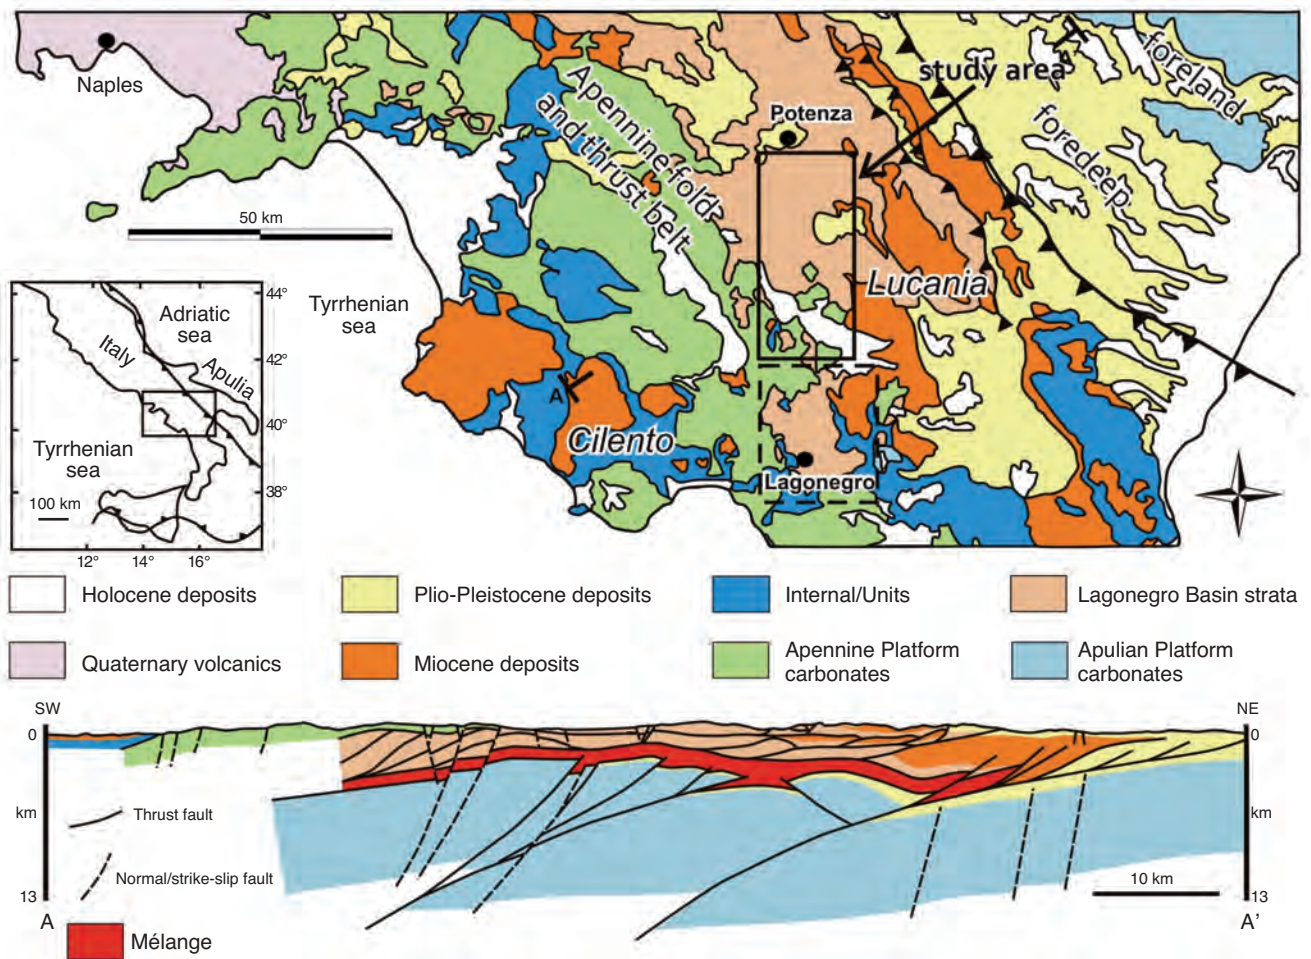 Naples
Apennine fold
and thrust belt
Potenza
study area
foreland
foredeep
50 km
Lucania
Tyrrhenian
sea
A
Cilento
Lagonegro
44°
42°
40°
38°
Adriatic
sea
Italy
Apulia
Tyrrhenian
sea
100 km
12° 14° 16°
Holocene deposits
Plio-Pleistocene deposits
Internal/Units
Lagonegro Basin strata
Quaternary volcanics
Miocene deposits
Apennine Platform
carbonates
Apulian Platform
carbonates
SW
NE
0
0
km
km
Thrust fault
Normal/strike-slip fault
10 km
13
13
A
A'
Mélange